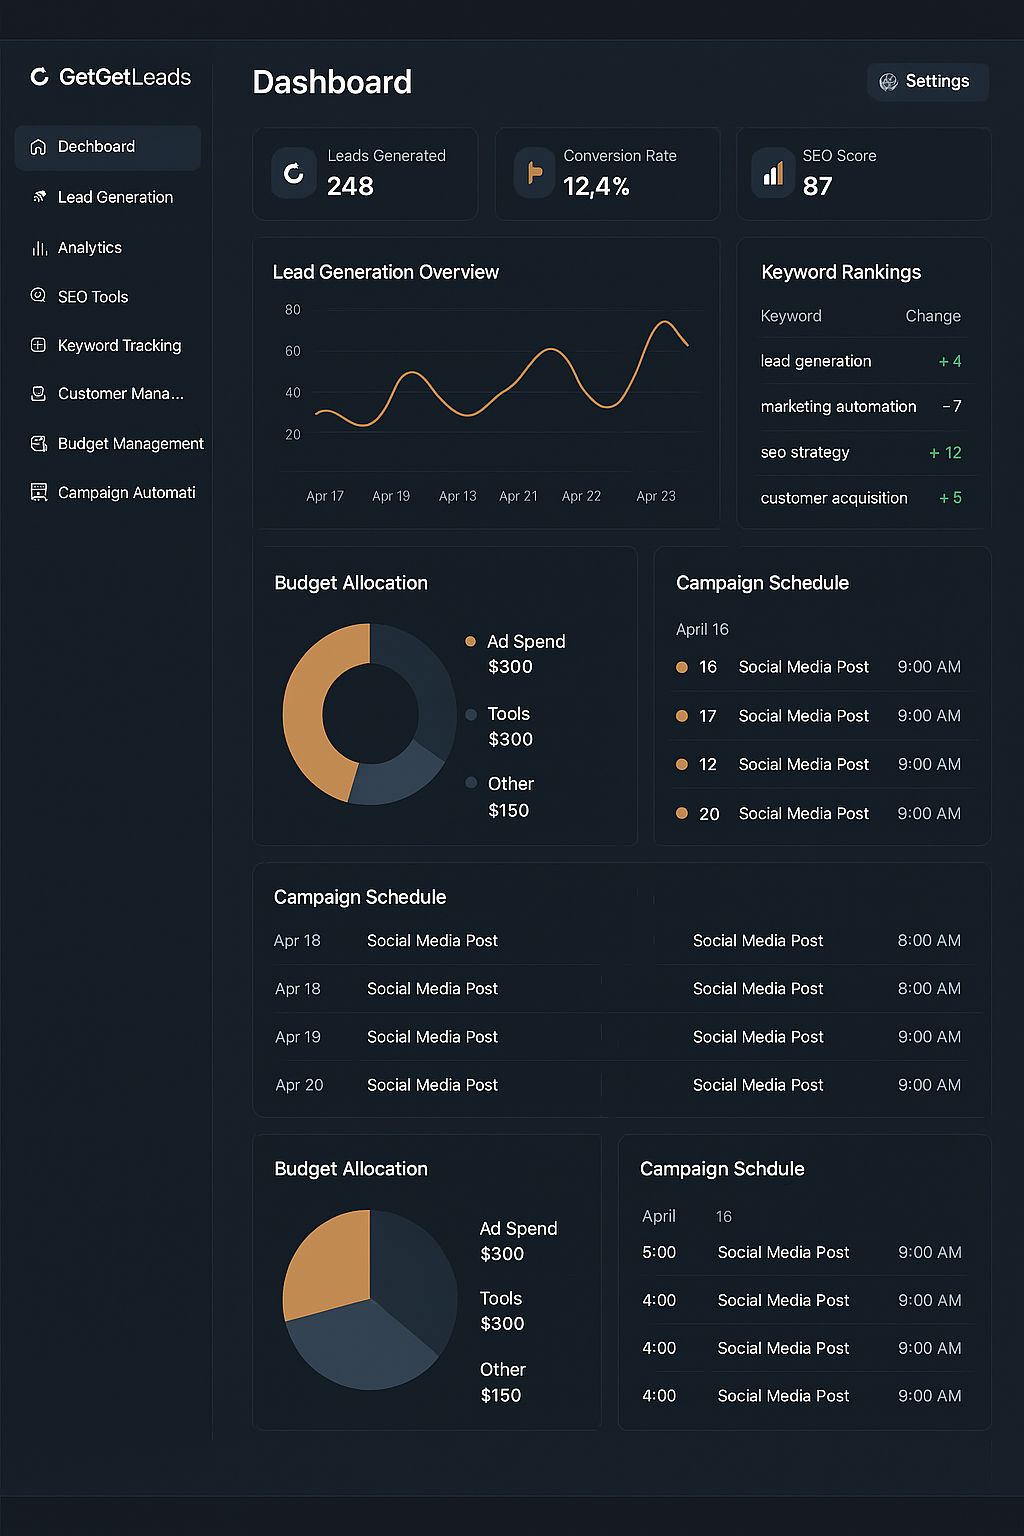 GetGetLeads
Dechboard
Lead Generation
Analytics
SEO Tools
Keyword Tracking
Customer Mana...
Budget Management
Campaign Automati
Dashboard
Settings
Leads Generated
248
Conversion Rate
12,4%
SEO Score
87
Lead Generation Overview
80
60
40
20
Apr 17 Apr 19 Apr 13 Apr 21 Apr 22 Apr 23
Keyword Rankings
Keyword Change
lead generation + 4
marketing automation −7
seo strategy + 12
customer acquisition + 5
Budget Allocation
Ad Spend
$300
Tools
$300
Other
$150
Campaign Schedule
April 16
16 Social Media Post 9:00 AM
17 Social Media Post 9:00 AM
12 Social Media Post 9:00 AM
20 Social Media Post 9:00 AM
Campaign Schedule
Apr 18 Social Media Post Social Media Post 8:00 AM
Apr 18 Social Media Post Social Media Post 8:00 AM
Apr 19 Social Media Post Social Media Post 9:00 AM
Apr 20 Social Media Post Social Media Post 9:00 AM
Budget Allocation
Ad Spend
$300
Tools
$300
Other
$150
Campaign Schdule
April 16
5:00 Social Media Post 9:00 AM
4:00 Social Media Post 9:00 AM
4:00 Social Media Post 9:00 AM
4:00 Social Media Post 9:00 AM